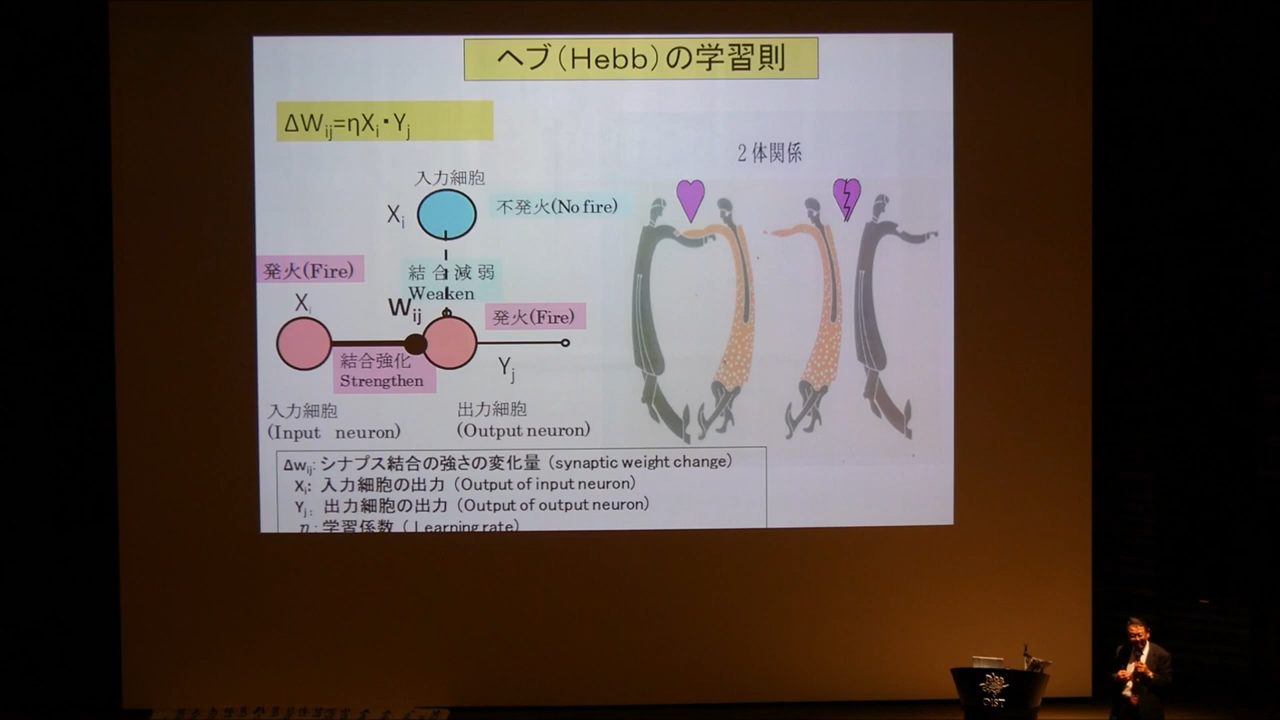 ヘブ(Hebb)の学習則
ΔWij=ηXi・Yj
2体関係
入力細胞
Xi
不発火(No fire)
発火(Fire)
結合減弱
Weaken
Xi
Wij
発火(Fire)
結合強化
Strengthen
Yj
入力細胞
(Input neuron)
出力細胞
(Output neuron)
Δwij: シナプス結合の強さの変化量 (synaptic weight change)
Xi: 入力細胞の出力 (Output of input neuron)
Yj: 出力細胞の出力 (Output of output neuron)
η: 学習係数 (Learning rate)
OIST